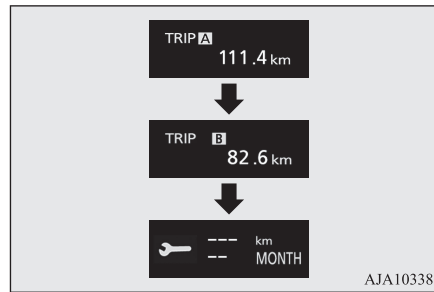 TRIP A
111.4 km
TRIP B
82.6 km
--- km
-- MONTH
AJA10338